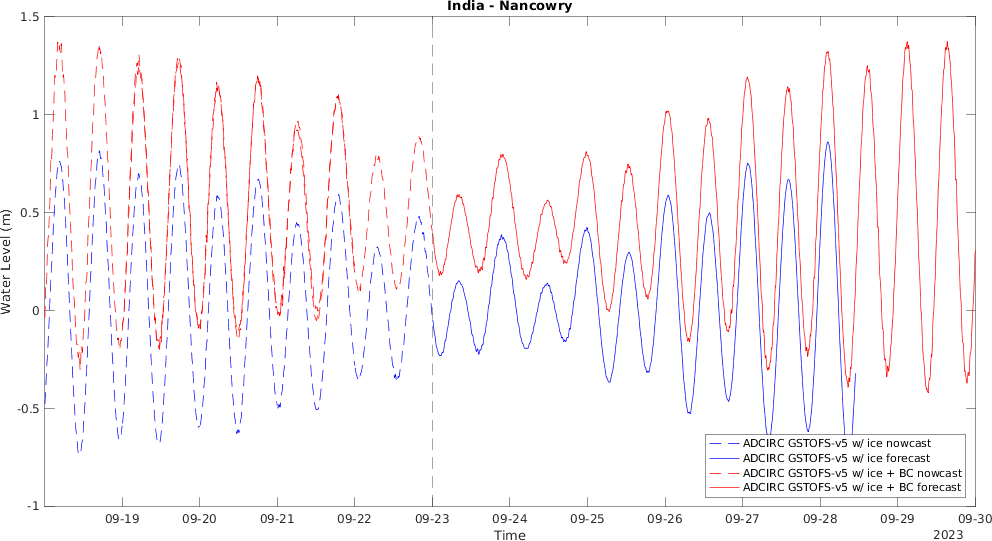 India - Nancowry
1.5
1
0.5
0
-0.5
-1
Water Level (m)
ADCIRC GSTOFS-v5 w/ ice nowcast
ADCIRC GSTOFS-v5 w/ ice forecast
ADCIRC GSTOFS-v5 w/ ice + BC nowcast
ADCIRC GSTOFS-v5 w/ ice + BC forecast
09-19 09-20 09-21 09-22 09-23 09-24 09-25 09-26 09-27 09-28 09-29 09-30
Time
2023